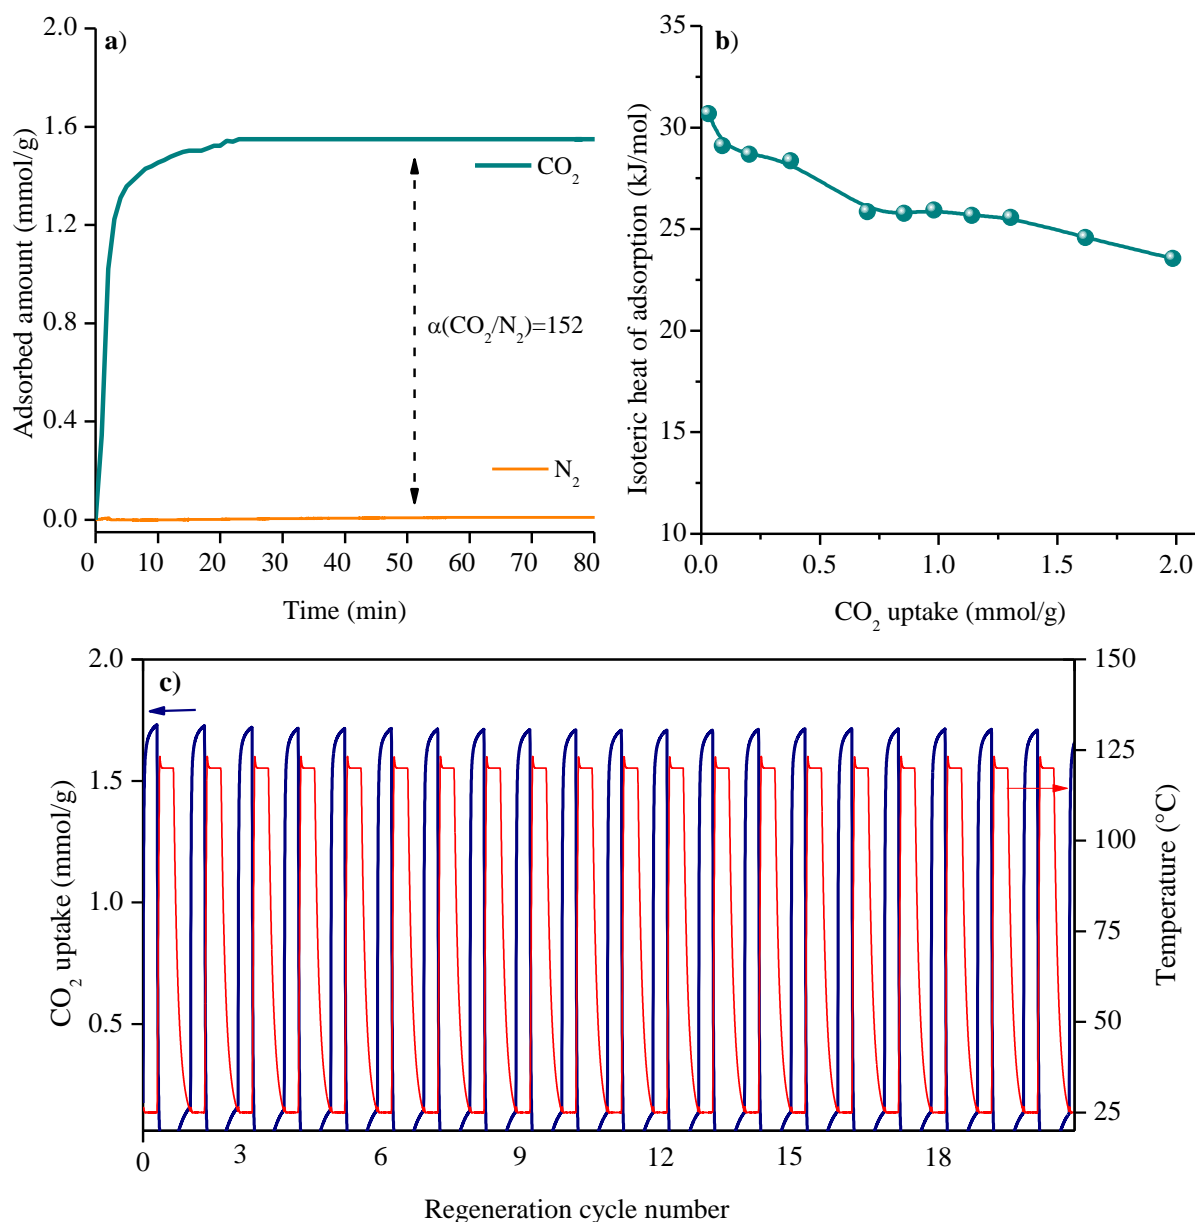 a)
Adsorbed amount (mmol/g)
2.0
1.6
1.2
0.8
0.4
0.0
CO₂
α(CO₂/N₂)=152
N₂
0 10 20 30 40 50 60 70 80
Time (min)
b)
Isoteric heat of adsorption (kJ/mol)
35
30
25
20
15
10
0.0 0.5 1.0 1.5 2.0
CO₂ uptake (mmol/g)
c)
CO₂ uptake (mmol/g)
2.0
1.5
1.0
0.5
150
125
100
75
50
25
Temperature (°C)
0 3 6 9 12 15 18
Regeneration cycle number